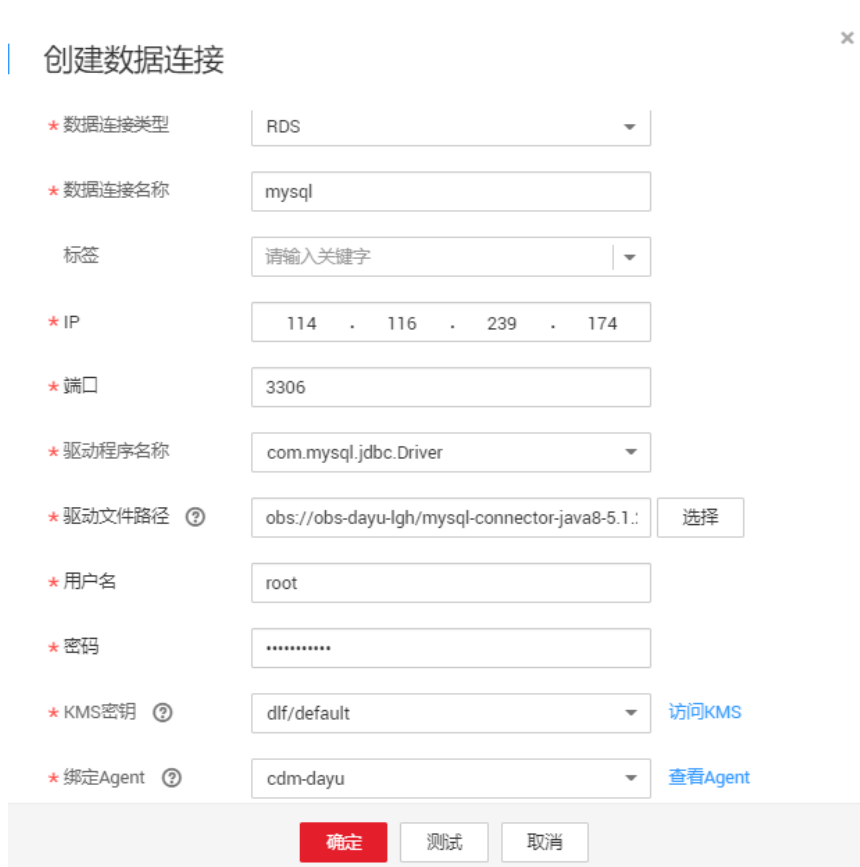 创建数据连接
* 数据连接类型 RDS
* 数据连接名称 mysql
标签 请输入关键字
* IP 114 . 116 . 239 . 174
* 端口 3306
* 驱动程序名称 com.mysql.jdbc.Driver
* 驱动文件路径 ? obs://obs-dayu-lgh/mysql-connector-java8-5.1. 选择
* 用户名 root
* 密码 •••••••••••
* KMS密钥 ? dlf/default 访问KMS
* 绑定Agent ? cdm-dayu 查看Agent
确定 测试 取消